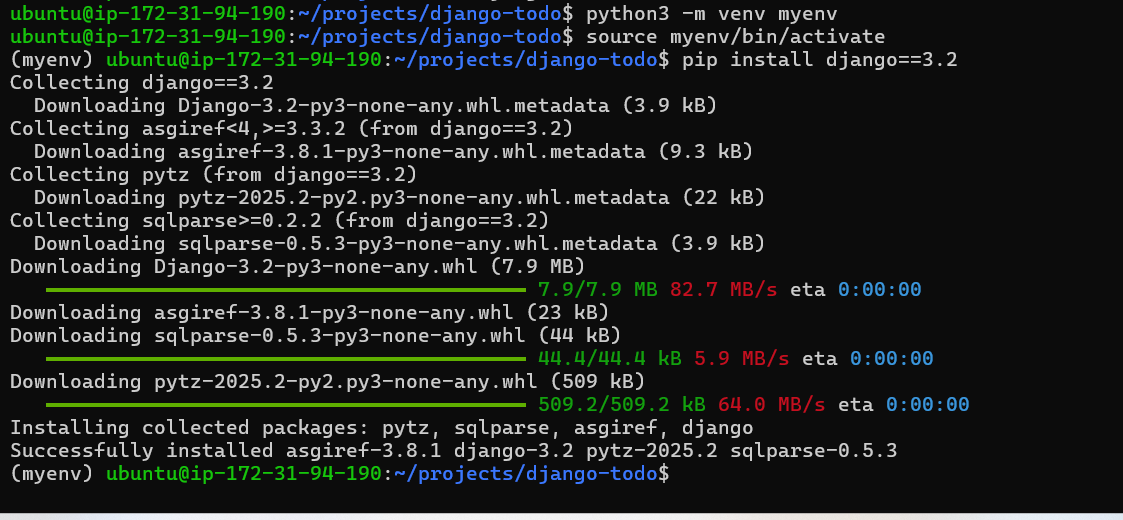 ubuntu@ip-172-31-94-190:~/projects/django-todo$ python3 -m venv myenv
ubuntu@ip-172-31-94-190:~/projects/django-todo$ source myenv/bin/activate
(myenv) ubuntu@ip-172-31-94-190:~/projects/django-todo$ pip install django==3.2
Collecting django==3.2
  Downloading Django-3.2-py3-none-any.whl.metadata (3.9 kB)
Collecting asgiref<4,>=3.3.2 (from django==3.2)
  Downloading asgiref-3.8.1-py3-none-any.whl.metadata (9.3 kB)
Collecting pytz (from django==3.2)
  Downloading pytz-2025.2-py2.py3-none-any.whl.metadata (22 kB)
Collecting sqlparse>=0.2.2 (from django==3.2)
  Downloading sqlparse-0.5.3-py3-none-any.whl.metadata (3.9 kB)
Downloading Django-3.2-py3-none-any.whl (7.9 MB)
7.9/7.9 MB 82.7 MB/s eta 0:00:00
Downloading asgiref-3.8.1-py3-none-any.whl (23 kB)
Downloading sqlparse-0.5.3-py3-none-any.whl (44 kB)
44.4/44.4 kB 5.9 MB/s eta 0:00:00
Downloading pytz-2025.2-py2.py3-none-any.whl (509 kB)
509.2/509.2 kB 64.0 MB/s eta 0:00:00
Installing collected packages: pytz, sqlparse, asgiref, django
Successfully installed asgiref-3.8.1 django-3.2 pytz-2025.2 sqlparse-0.5.3
(myenv) ubuntu@ip-172-31-94-190:~/projects/django-todo$